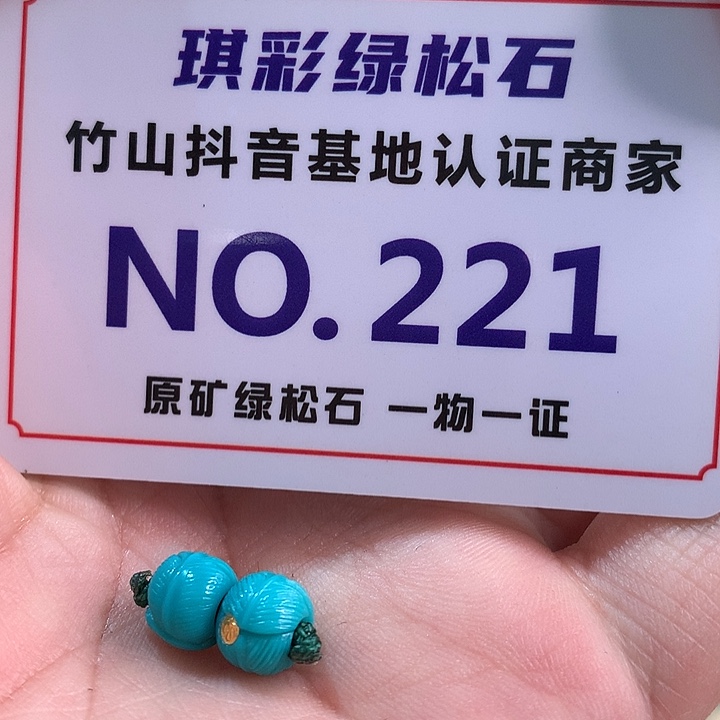 琪彩绿松石
竹山抖音基地认证商家
NO.221
原矿绿松石 一物一证